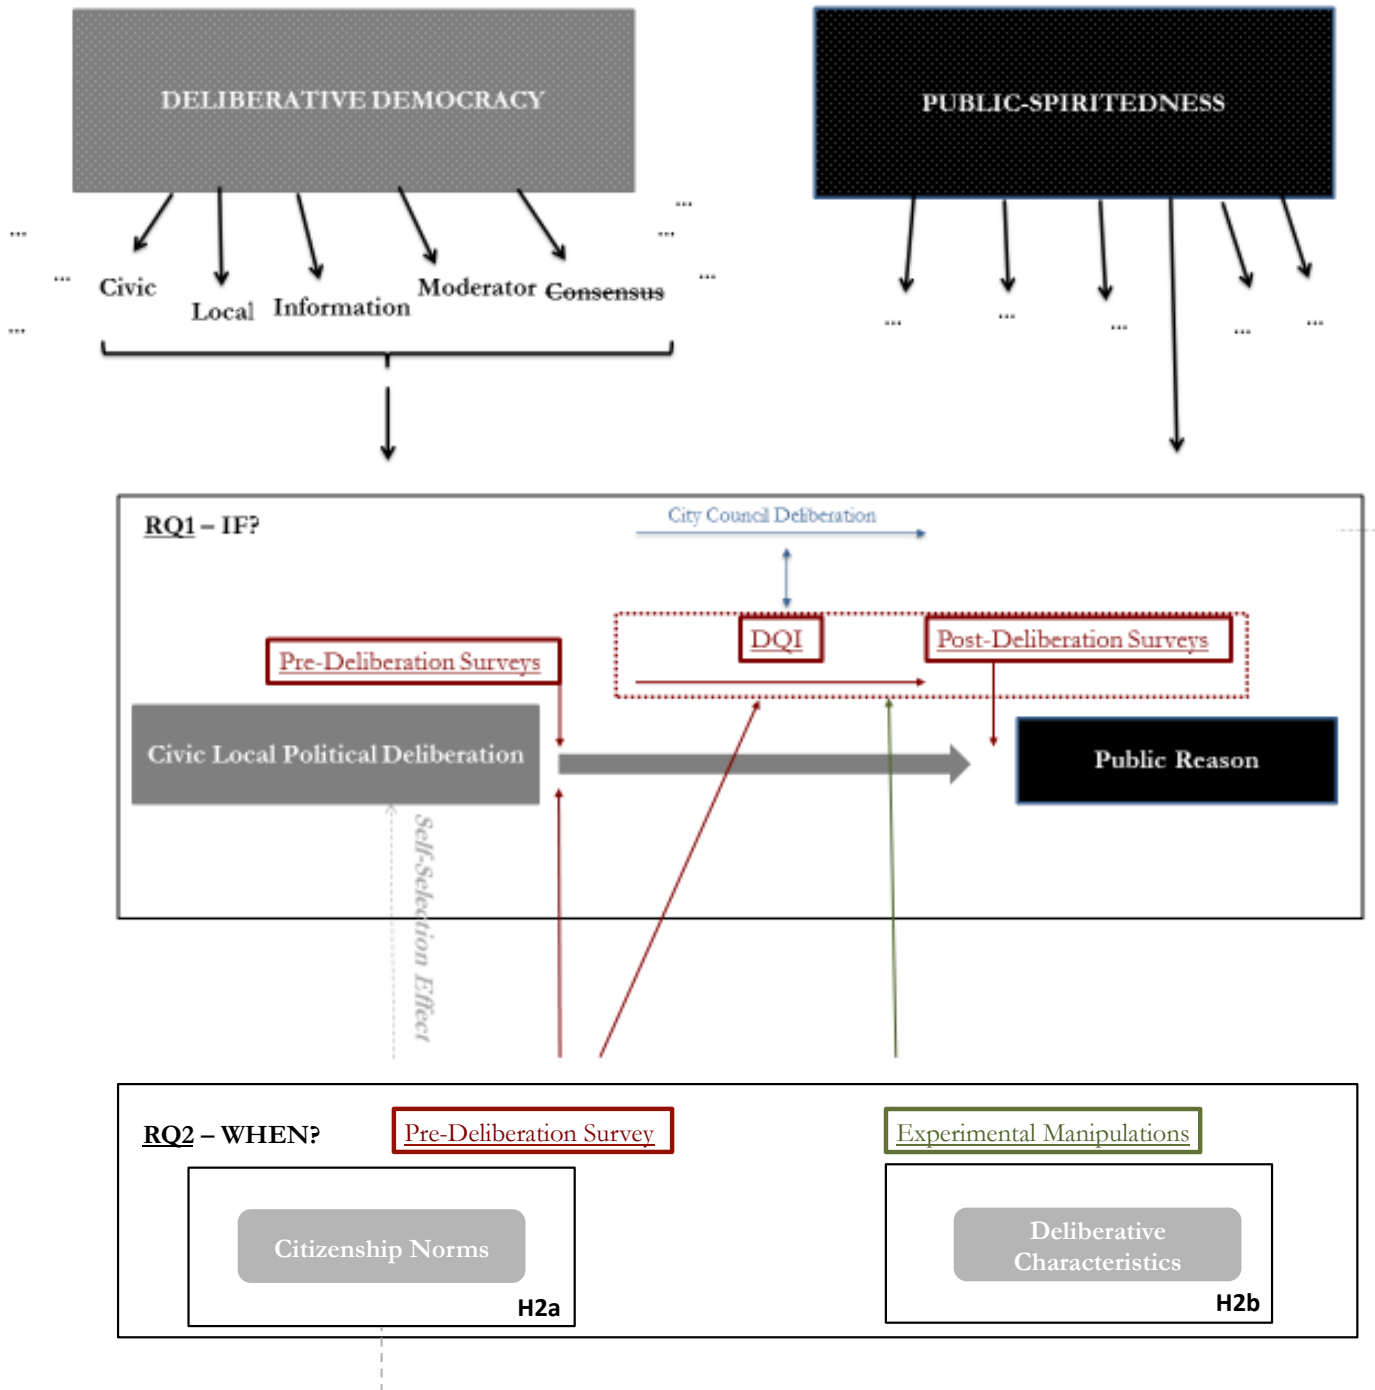 DELIBERATIVE DEMOCRACY
PUBLIC-SPIRITEDNESS
...
...
...
...
...
...
Civic
Local
Information
Moderator
Consensus
...
...
...
...
...
RQ1 – IF?
City Council Deliberation
DQI
Post-Deliberation Surveys
Pre-Deliberation Surveys
Civic Local Political Deliberation
Public Reason
Self-Selection Effect
RQ2 – WHEN?
Pre-Deliberation Survey
Experimental Manipulations
Citizenship Norms
H2a
Deliberative
Characteristics
H2b